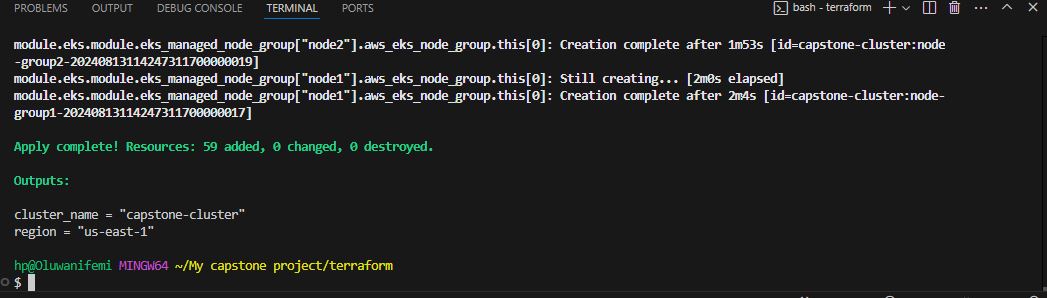 PROBLEMS OUTPUT DEBUG CONSOLE TERMINAL PORTS bash - terraform
module.eks.module.eks_managed_node_group["node2"].aws_eks_node_group.this[0]: Creation complete after 1m53s [id=capstone-cluster:node
-group2-20240813114247311700000019]
module.eks.module.eks_managed_node_group["node1"].aws_eks_node_group.this[0]: Still creating... [2m0s elapsed]
module.eks.module.eks_managed_node_group["node1"].aws_eks_node_group.this[0]: Creation complete after 2m4s [id=capstone-cluster:node-
group1-20240813114247311700000017]
Apply complete! Resources: 59 added, 0 changed, 0 destroyed.
Outputs:
cluster_name = "capstone-cluster"
region = "us-east-1"
hp@Oluwanifemi MINGW64 ~/My capstone project/terraform
$